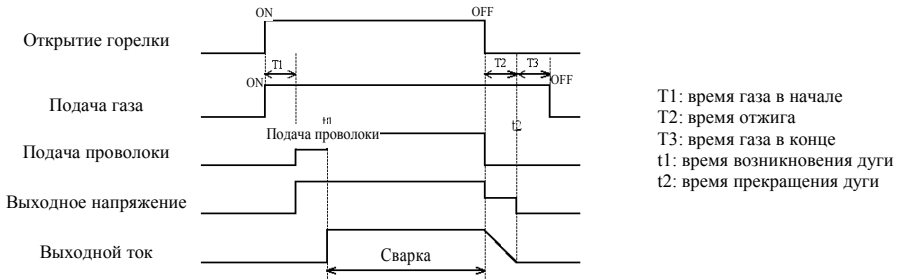 ON
OFF
Открытие горелки
T1
T2
T3
ON
OFF
Подача газа
t1
t2
Подача проволоки
Подача проволоки
Выходное напряжение
Выходной ток
Сварка
T1: время газа в начале
T2: время отжига
T3: время газа в конце
t1: время возникновения дуги
t2: время прекращения дуги